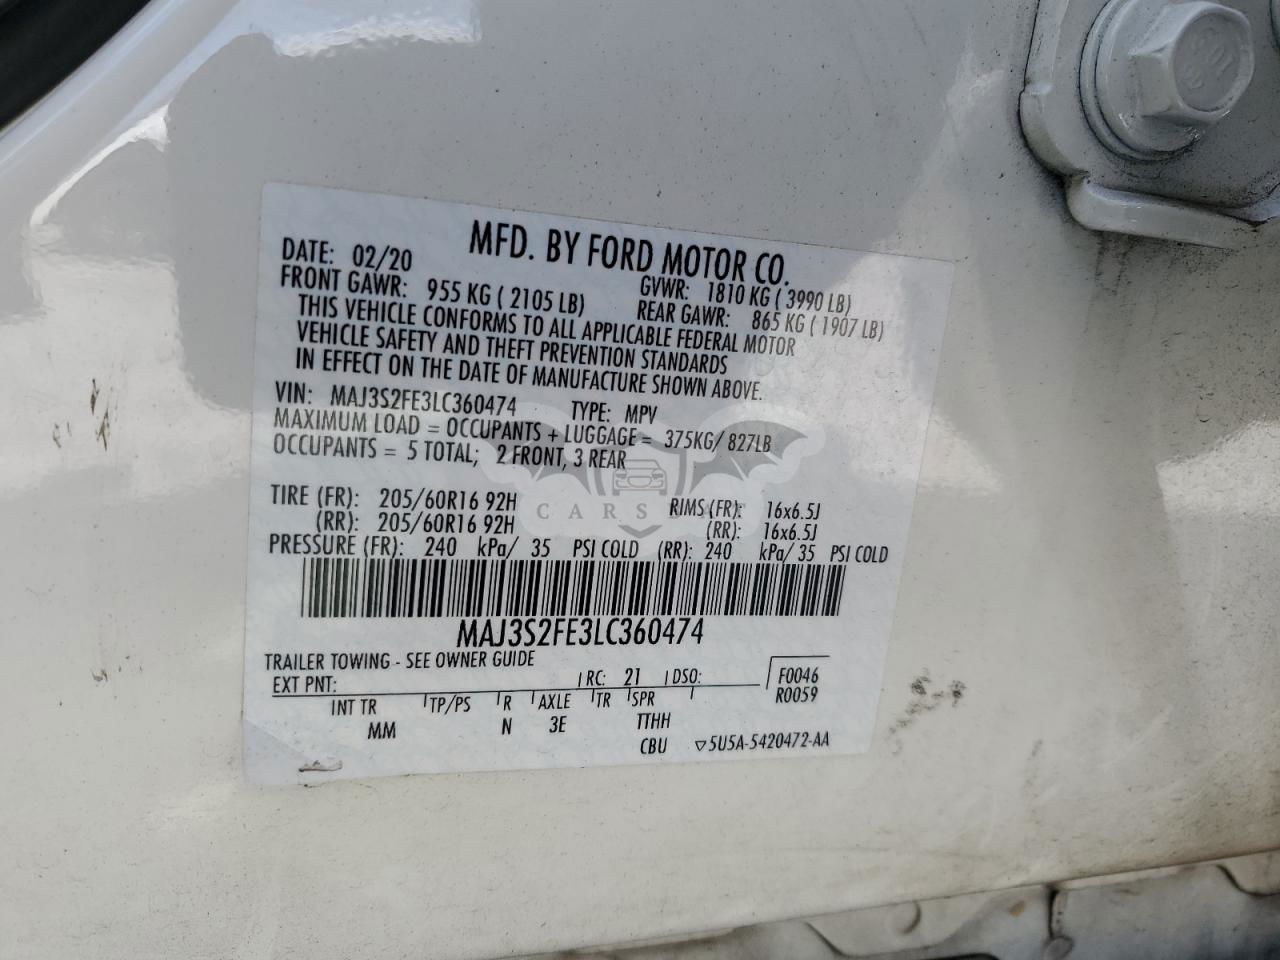 MFD. BY FORD MOTOR CO.
DATE: 02/20 GVWR: 1810 KG ( 3990 LB)
FRONT GAWR: 955 KG ( 2105 LB) REAR GAWR: 865 KG ( 1907 LB)
THIS VEHICLE CONFORMS TO ALL APPLICABLE FEDERAL MOTOR
VEHICLE SAFETY AND THEFT PREVENTION STANDARDS
IN EFFECT ON THE DATE OF MANUFACTURE SHOWN ABOVE.
VIN: MAJ3S2FE3LC360474 TYPE: MPV
MAXIMUM LOAD = OCCUPANTS + LUGGAGE = 375KG/ 827LB
OCCUPANTS = 5 TOTAL; 2 FRONT, 3 REAR
TIRE (FR): 205/60R16 92H RIMS (FR): 16x6.5J
(RR): 205/60R16 92H (RR): 16x6.5J
PRESSURE (FR): 240 kPa/ 35 PSI COLD (RR): 240 kPa/ 35 PSI COLD
MAJ3S2FE3LC360474
TRAILER TOWING - SEE OWNER GUIDE
EXT PNT: RC: 21 DSO: F0046
R0059
INT TR TP/PS R AXLE TR SPR
MM N 3E TTHH
CBU ▽5U5A-5420472-AA